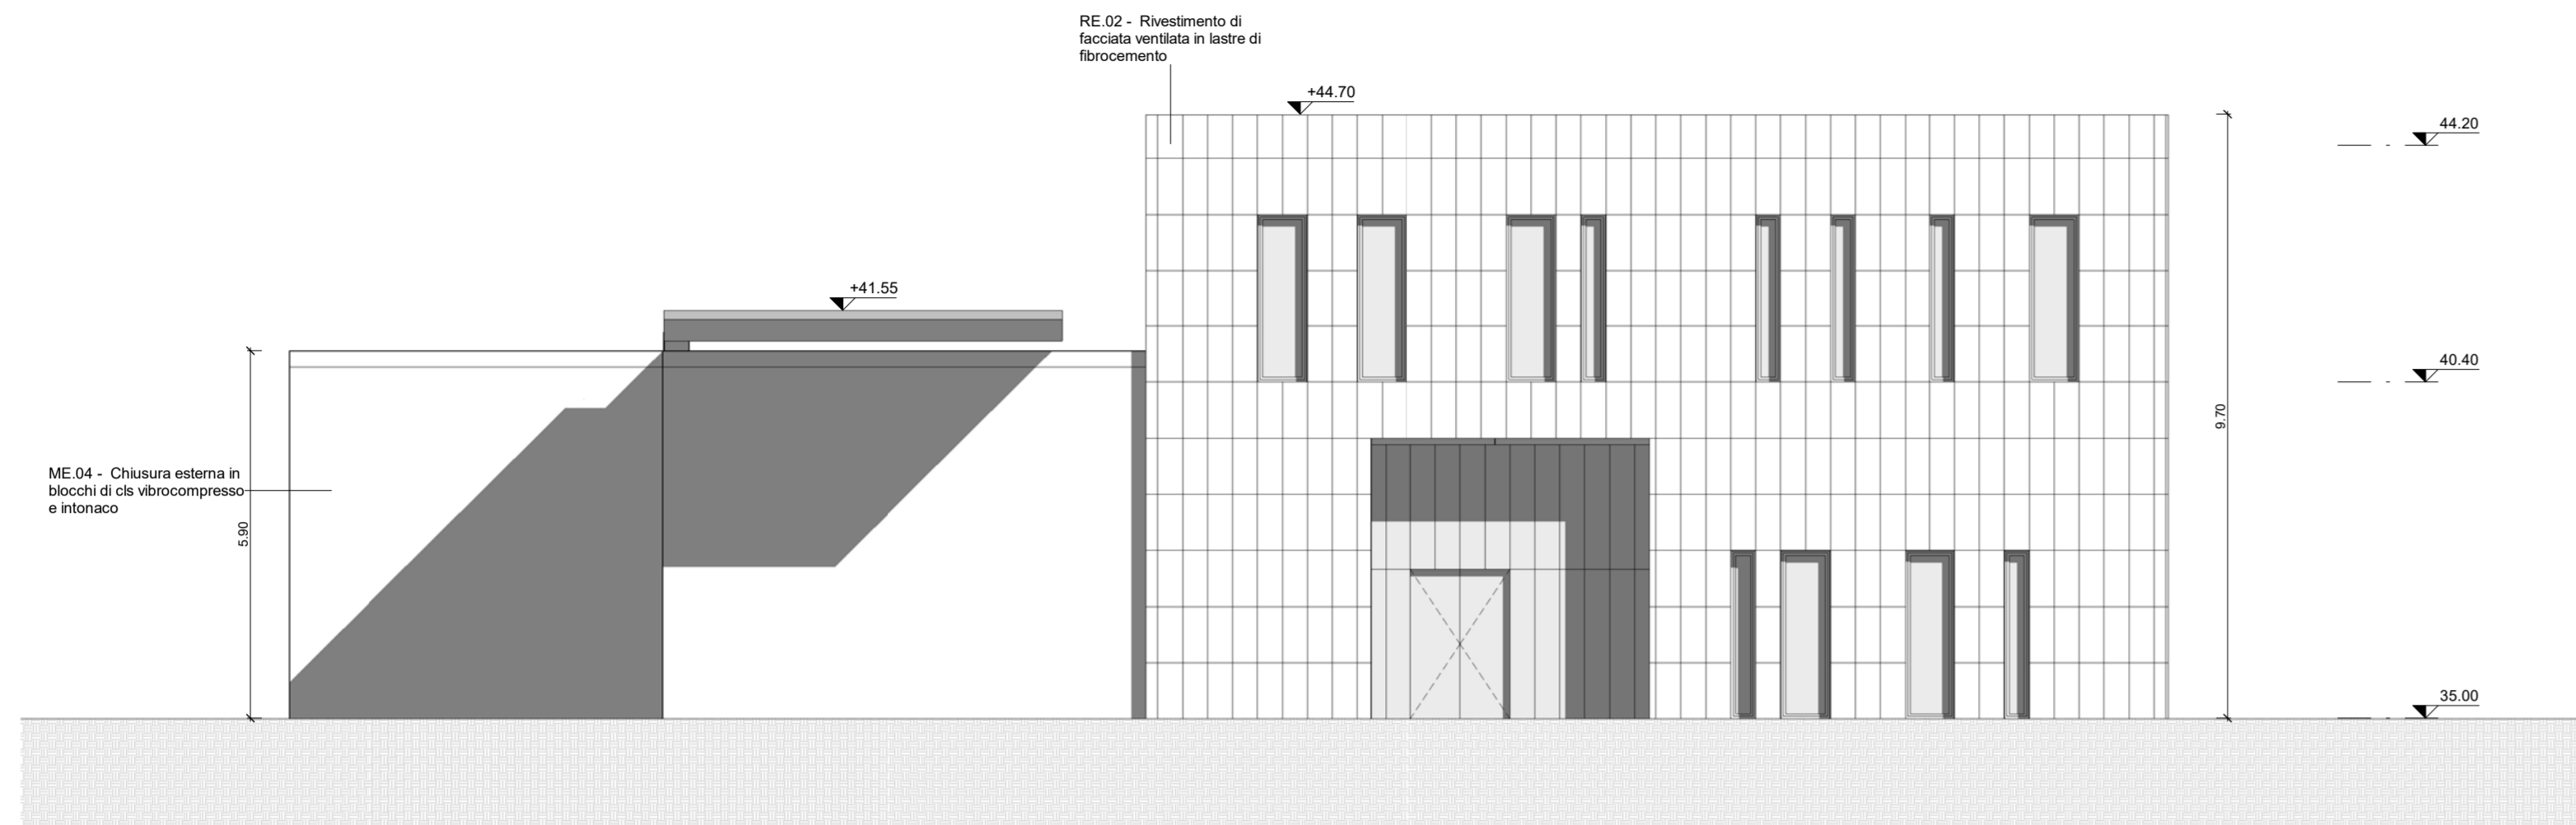 RE.02 - Rivestimento di
facciata ventilata in lastre di
fibrocemento
+44.70
44.20
+41.55
40.40
9.70
ME.04 - Chiusura esterna in
blocchi di cls vibrocompresso
e intonaco
5.90
35.00